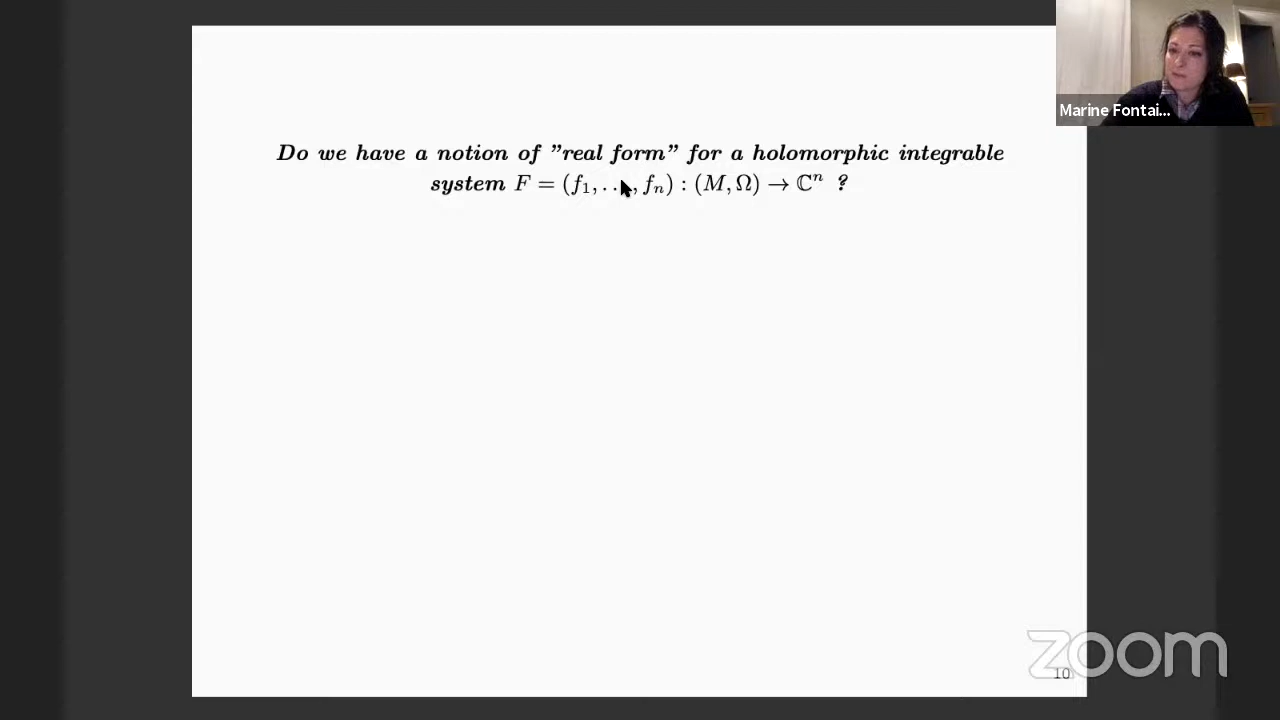 Marine Fontai...
Do we have a notion of "real form" for a holomorphic integrable
system F = (f₁, ..., fₙ) : (M, Ω) → ℂⁿ ?
zoom
10